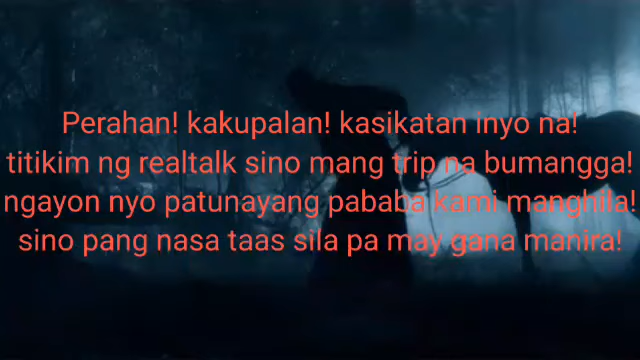 Perahan! kakupalan! kasikatan inyo na!
titikim ng realtalk sino mang trip na bumangga!
ngayon nyo patunayang pababa kami manghila!
sino pang nasa taas sila pa may gana manira!